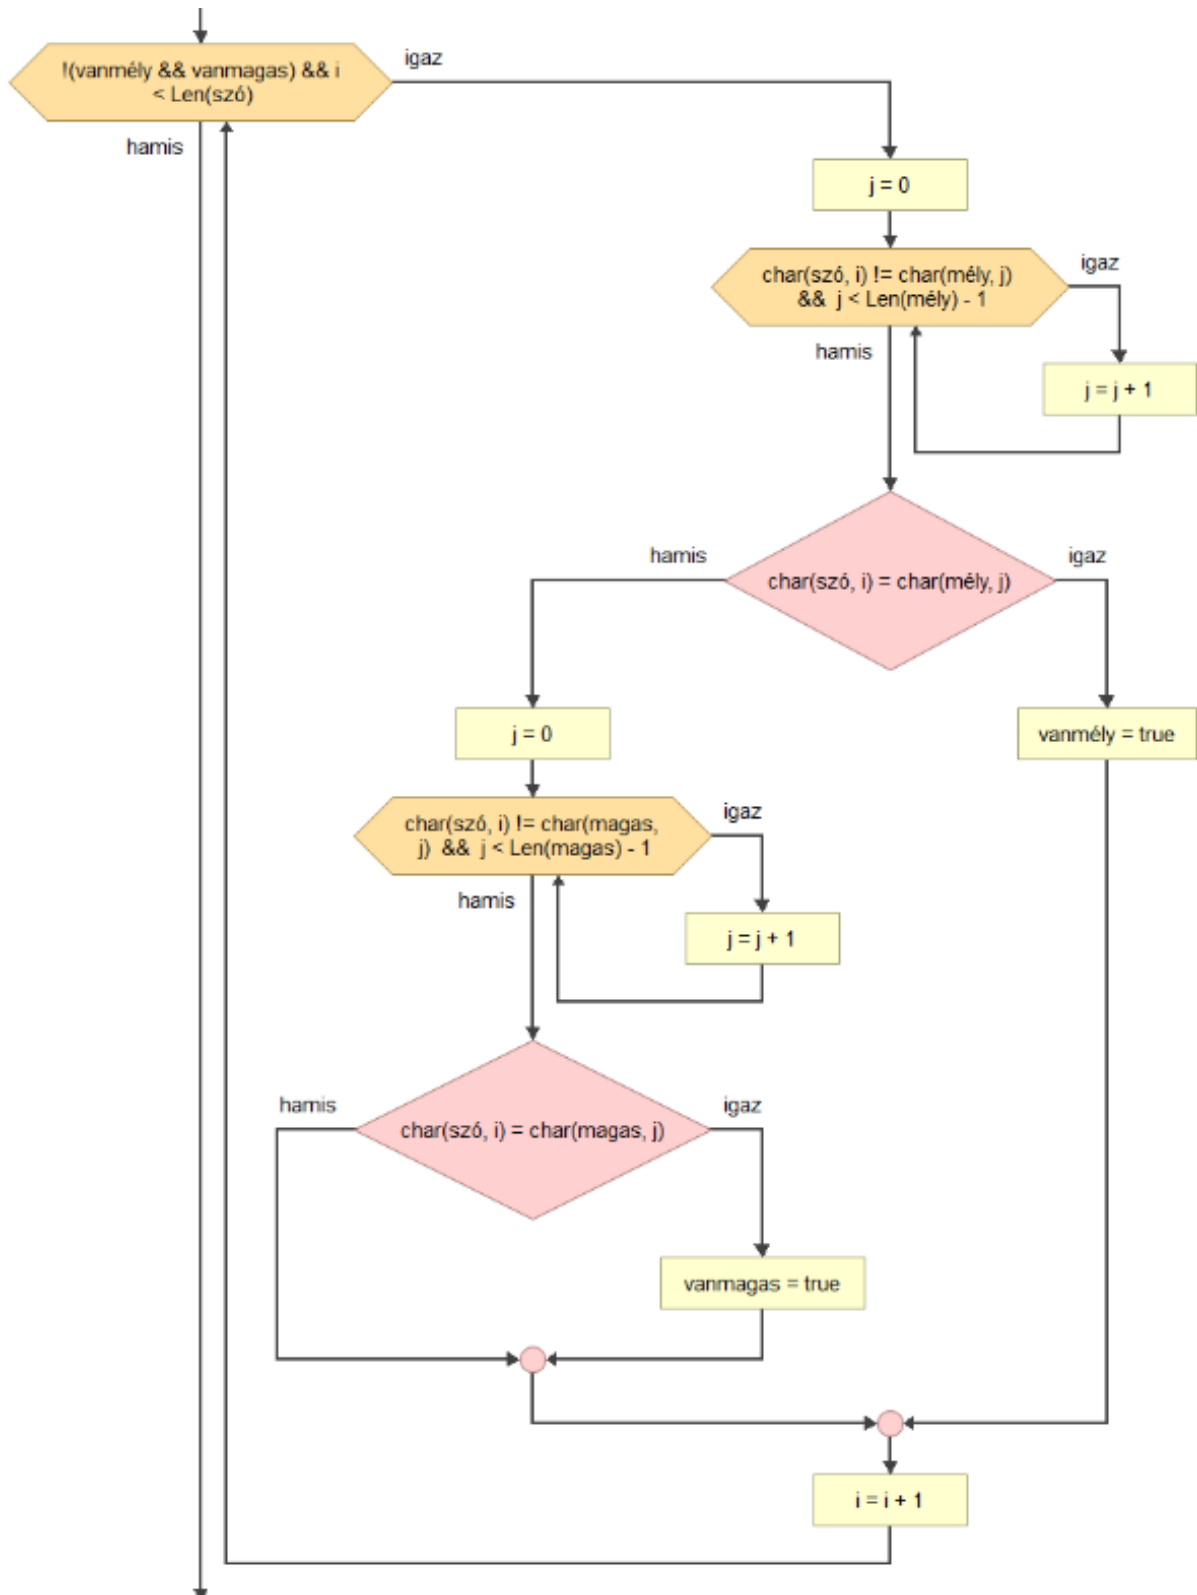 !(vanmély && vanmagas) && i
< Len(szó)
igaz
hamis
j = 0
char(szó, i) != char(mély, j)
&& j < Len(mély) - 1
igaz
hamis
j = j + 1
hamis
char(szó, i) = char(mély, j)
igaz
j = 0
vanmély = true
char(szó, i) != char(magas,
j) && j < Len(magas) - 1
igaz
hamis
j = j + 1
hamis
char(szó, i) = char(magas, j)
igaz
vanmagas = true
i = i + 1